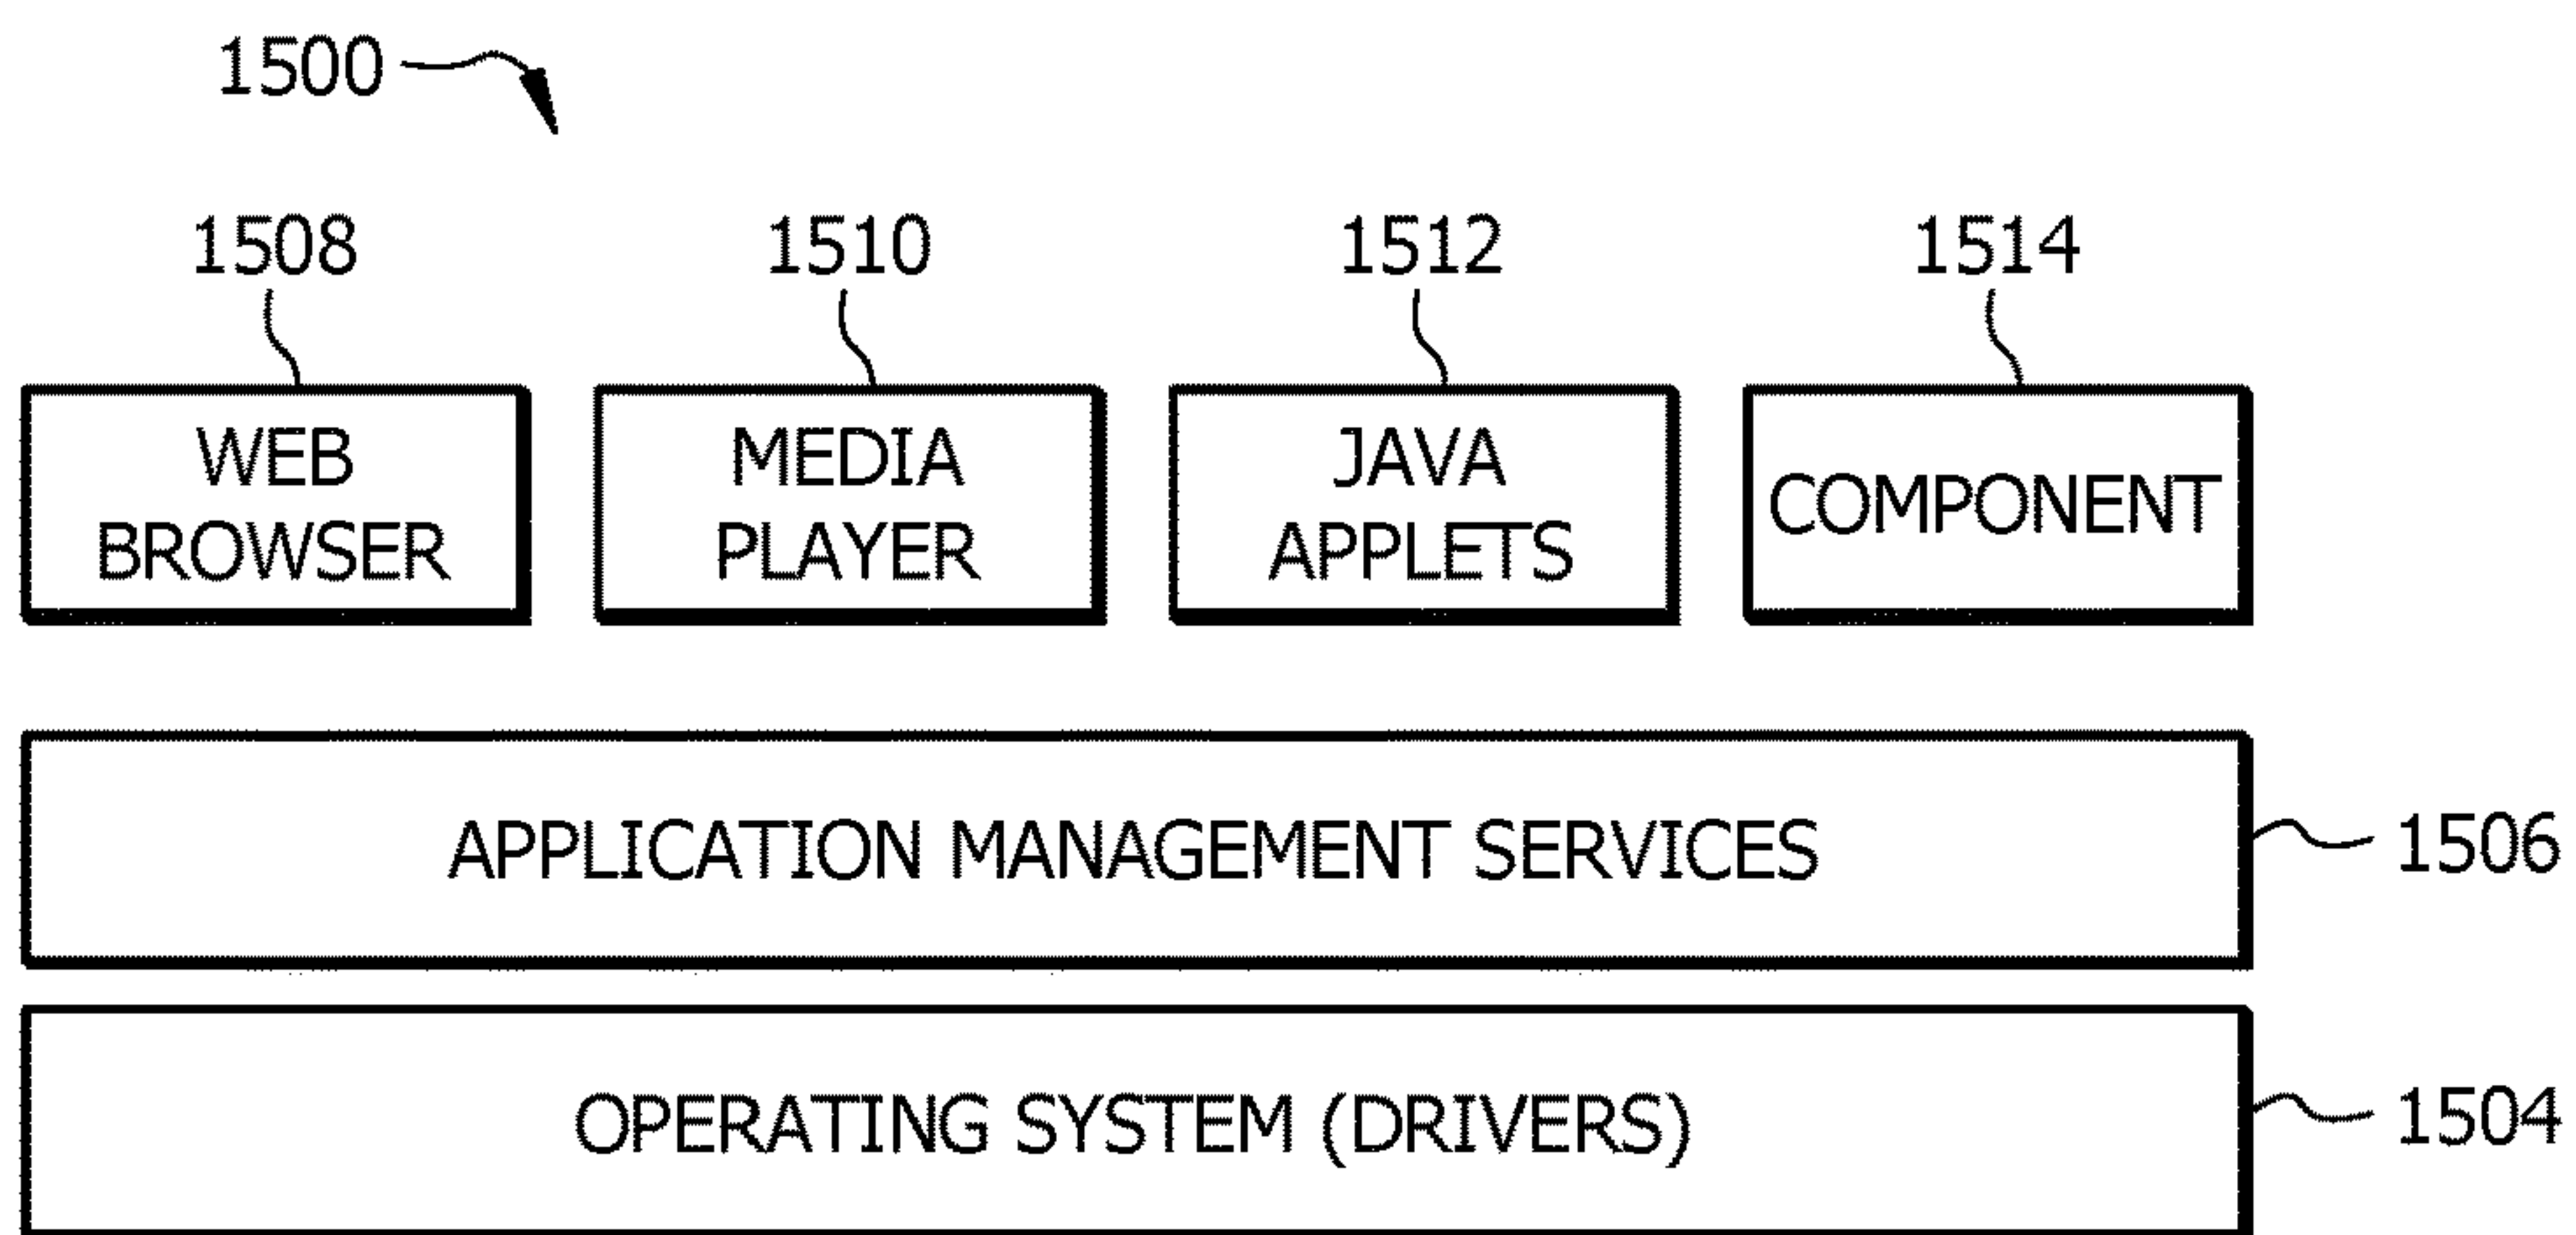 1500
1508 1510 1512 1514
WEB
BROWSER
MEDIA
PLAYER
JAVA
APPLETS
COMPONENT
APPLICATION MANAGEMENT SERVICES
1506
OPERATING SYSTEM (DRIVERS)
1504